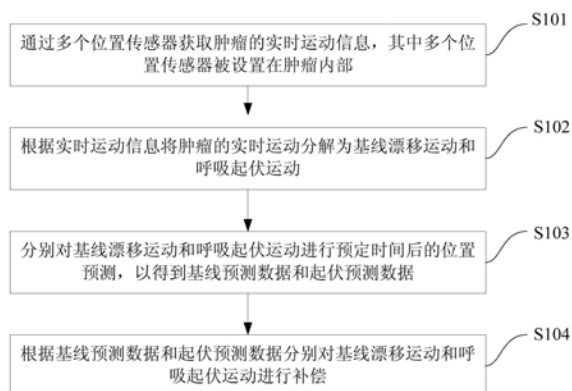 S101
通过多个位置传感器获取肿瘤的实时运动信息，其中多个位
置传感器被设置在肿瘤内部
S102
根据实时运动信息将肿瘤的实时运动分解为基线漂移运动和
呼吸起伏运动
S103
分别对基线漂移运动和呼吸起伏运动进行预定时间后的位置
预测，以得到基线预测数据和起伏预测数据
S104
根据基线预测数据和起伏预测数据分别对基线漂移运动和呼
吸起伏运动进行补偿